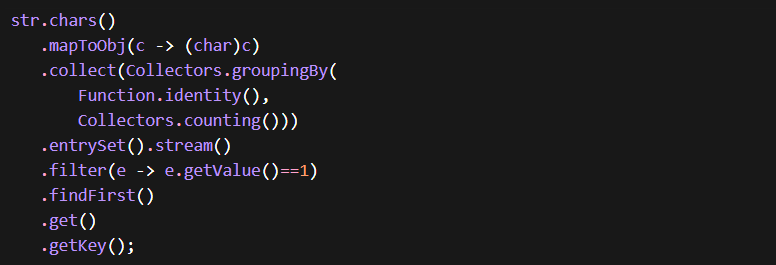 str.chars()
.mapToObj(c -> (char)c)
.collect(Collectors.groupingBy(
Function.identity(),
Collectors.counting()))
.entrySet().stream()
.filter(e -> e.getValue()==1)
.findFirst()
.get()
.getKey();